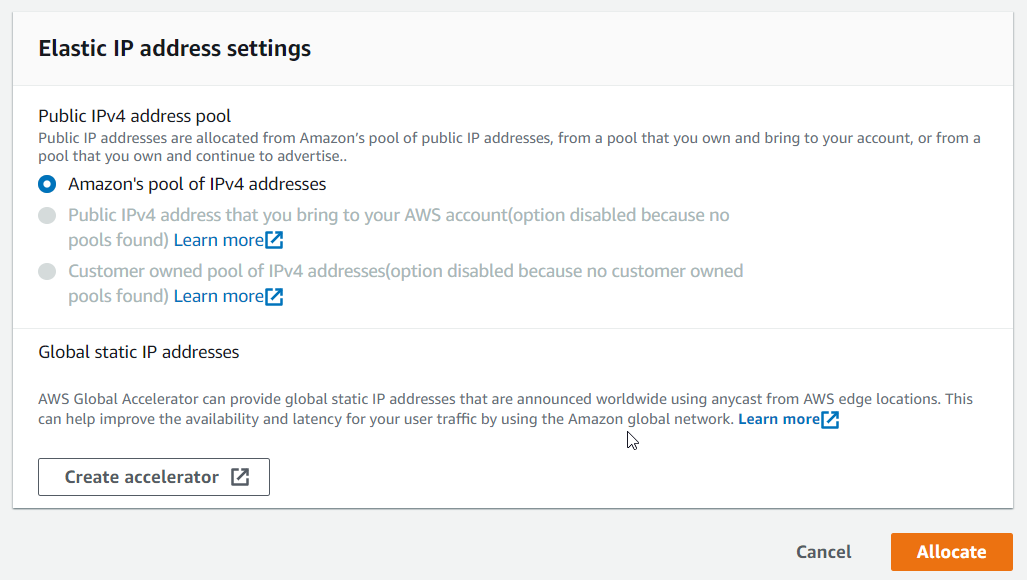 Elastic IP address settings
Public IPv4 address pool
Public IP addresses are allocated from Amazon's pool of public IP addresses, from a pool that you own and bring to your account, or from a
pool that you own and continue to advertise..
Amazon's pool of IPv4 addresses
Public IPv4 address that you bring to your AWS account(option disabled because no
pools found) Learn more
Customer owned pool of IPv4 addresses(option disabled because no customer owned
pools found) Learn more
Global static IP addresses
AWS Global Accelerator can provide global static IP addresses that are announced worldwide using anycast from AWS edge locations. This
can help improve the availability and latency for your user traffic by using the Amazon global network. Learn more
Create accelerator
Cancel
Allocate